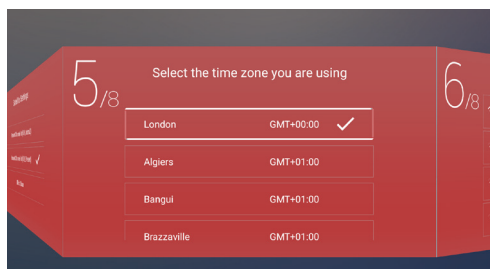 5/8
Select the time zone you are using
London GMT+00:00
Algiers GMT+01:00
Bangui GMT+01:00
Brazzaville GMT+01:00
6/8